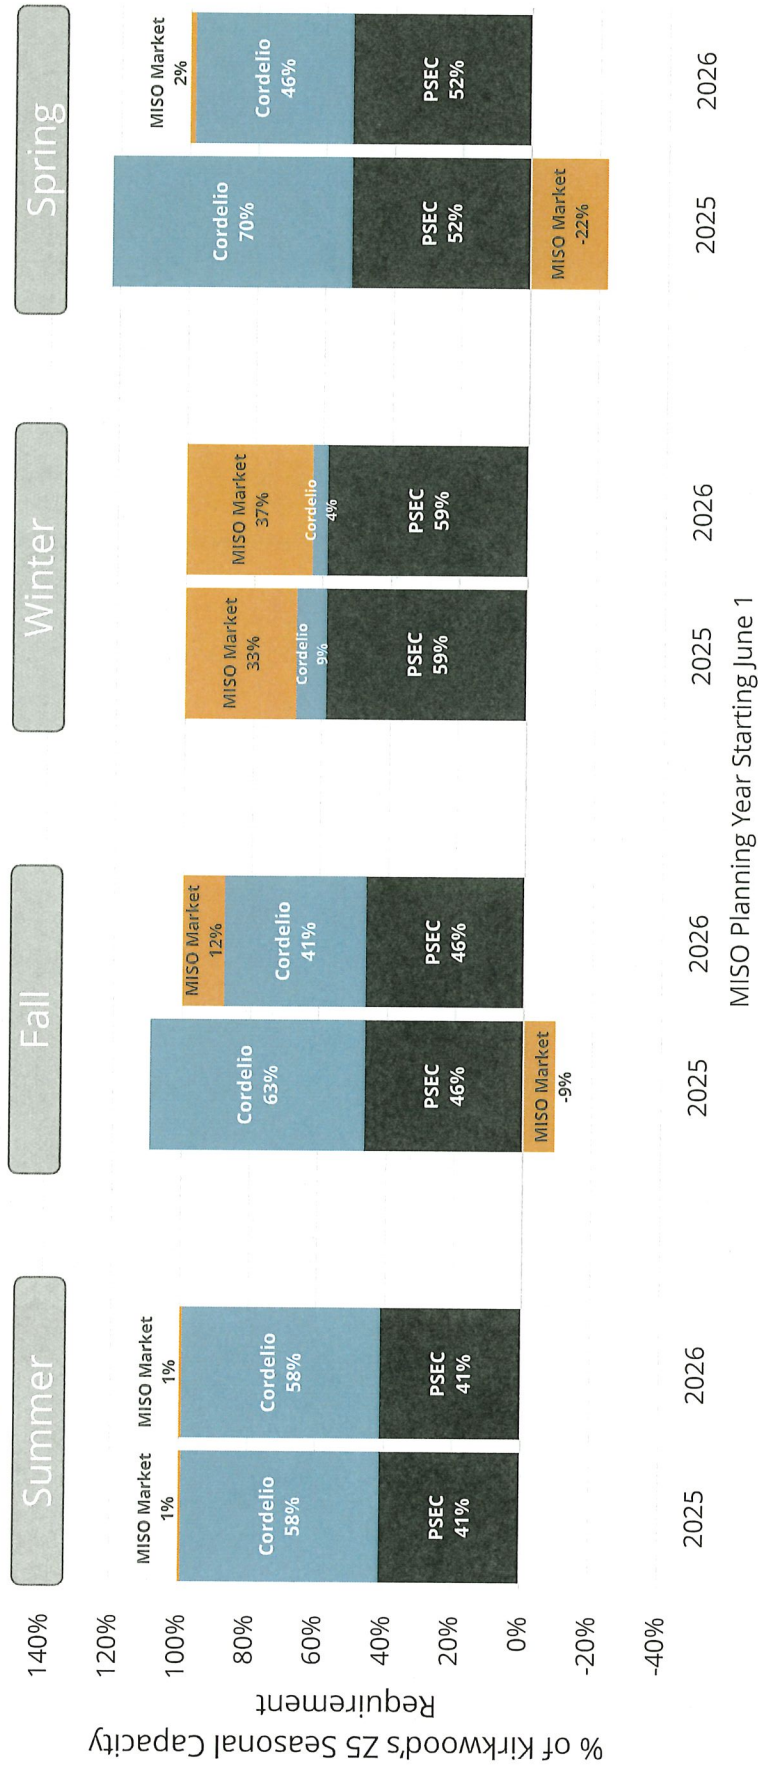 Summer
Fall
Winter
Spring
% of Kirkwood's Z5 Seasonal Capacity
Requirement
140%
120%
100%
80%
60%
40%
20%
0%
-20%
-40%
MISO Market
1%
Cordelio
58%
PSEC
41%
2025
MISO Market
1%
Cordelio
58%
PSEC
41%
2026
Cordelio
63%
PSEC
46%
MISO Market
-9%
2025
MISO Market
12%
Cordelio
41%
PSEC
46%
2026
MISO Market
33%
Cordelio
9%
PSEC
59%
2025
MISO Market
37%
Cordelio
4%
PSEC
59%
2026
Cordelio
70%
PSEC
52%
MISO Market
-22%
2025
MISO Market
2%
Cordelio
46%
PSEC
52%
2026
MISO Planning Year Starting June 1